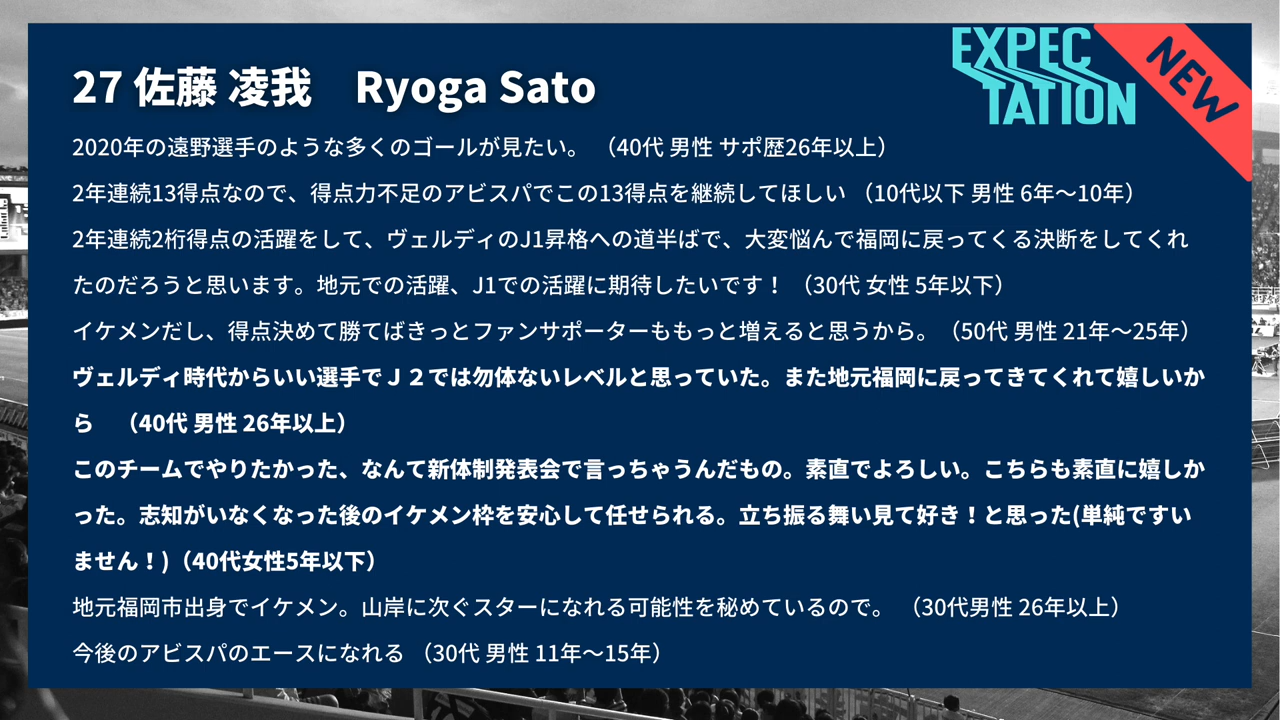 EXPEC
TATION
NEW
27 佐藤 凌我　Ryoga Sato
2020年の遠野選手のような多くのゴールが見たい。 （40代 男性 サポ歴26年以上）
2年連続13得点なので、得点力不足のアビスパでこの13得点を継続してほしい （10代以下 男性 6年〜10年）
2年連続2桁得点の活躍をして、ヴェルディのJ1昇格への道半ばで、大変悩んで福岡に戻ってくる決断をしてくれ
たのだろうと思います。地元での活躍、J1での活躍に期待したいです！ （30代 女性 5年以下）
イケメンだし、得点決めて勝てばきっとファンサポーターももっと増えると思うから。（50代 男性 21年〜25年）
ヴェルディ時代からいい選手でＪ２では勿体ないレベルと思っていた。また地元福岡に戻ってきてくれて嬉しいか
ら　（40代 男性 26年以上）
このチームでやりたかった、なんて新体制発表会で言っちゃうんだもの。素直でよろしい。こちらも素直に嬉しか
った。志知がいなくなった後のイケメン枠を安心して任せられる。立ち振る舞い見て好き！と思った(単純ですい
ません！)（40代女性5年以下）
地元福岡市出身でイケメン。山岸に次ぐスターになれる可能性を秘めているので。 （30代男性 26年以上）
今後のアビスパのエースになれる （30代 男性 11年〜15年）